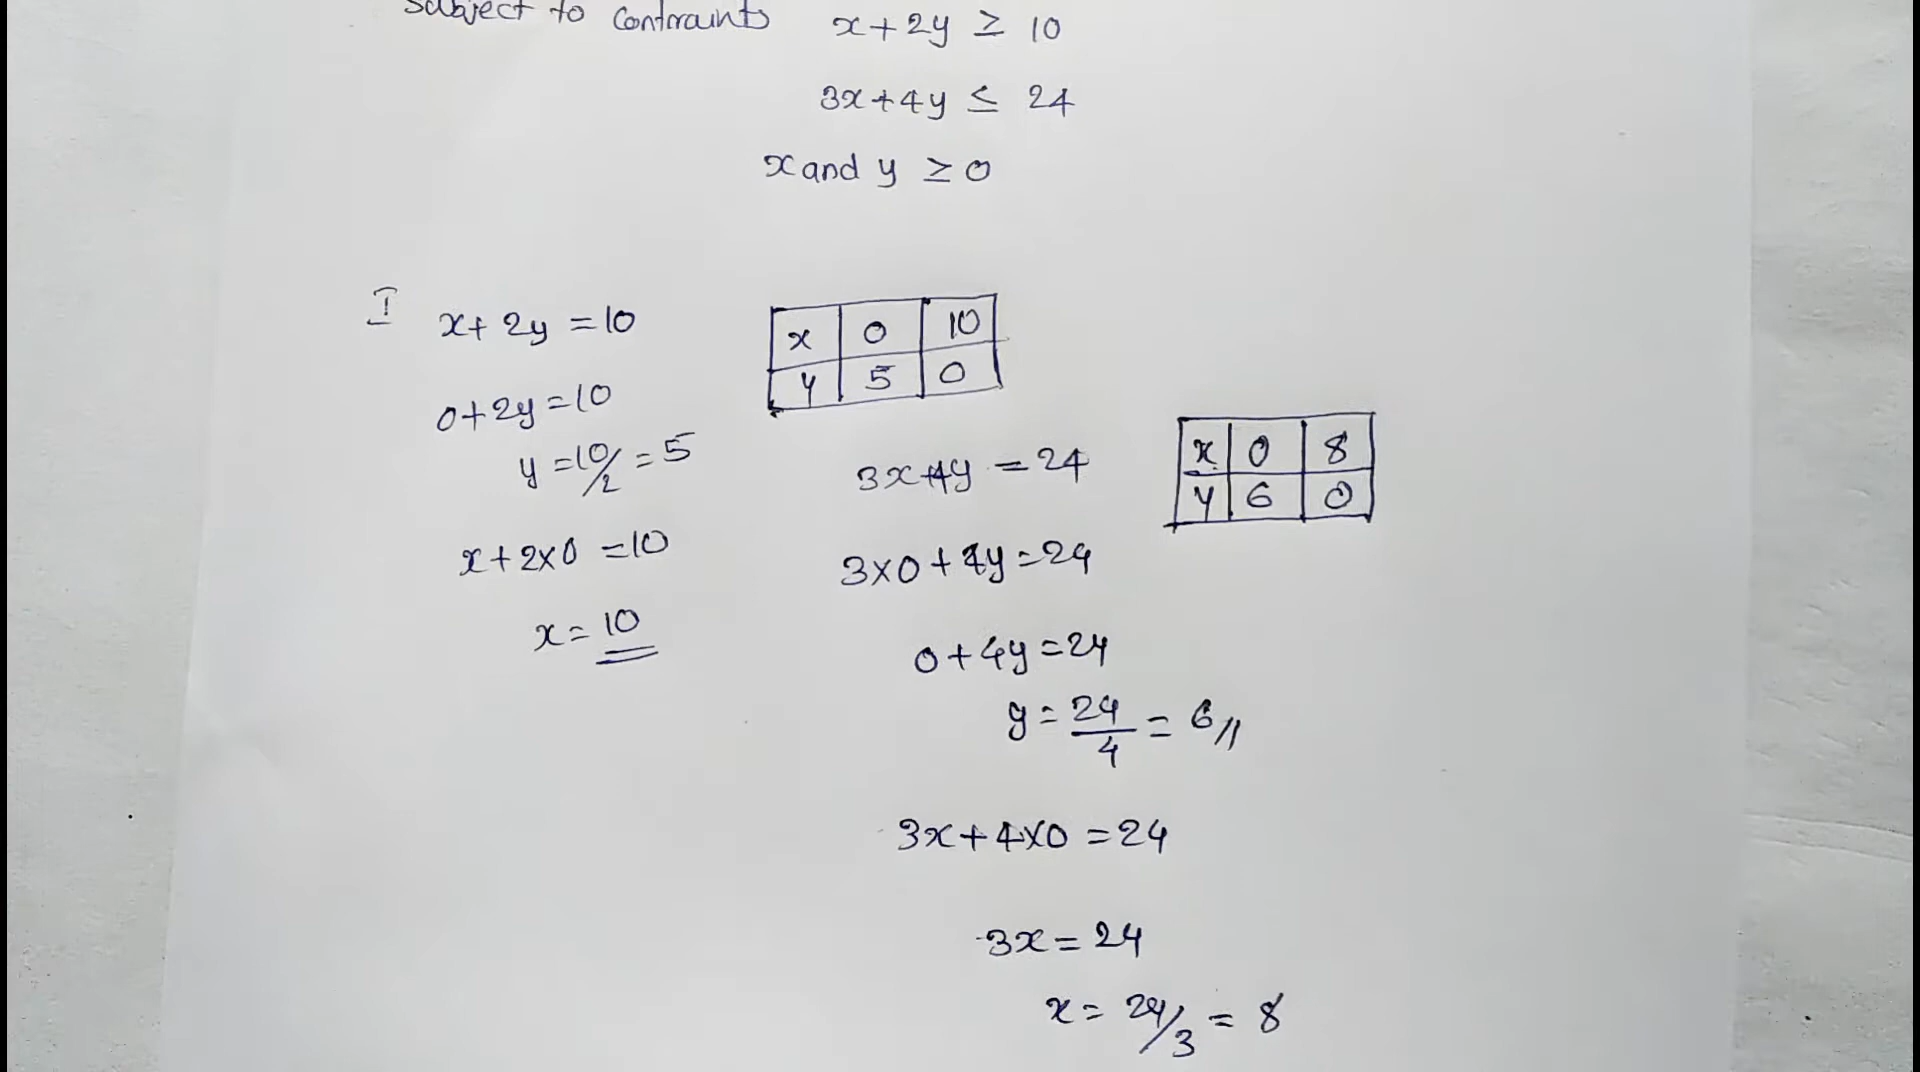 Subject to Contraints x+2y ≥ 10
3x+4y ≤ 24
x and y ≥ 0
I x+2y=10
0+2y=10
y=10/2=5
x+2×0=10
x=10
x 0 10
y 5 0
3x+4y=24
3×0+4y=24
0+4y=24
y=24/4=6//
3x+4×0=24
3x=24
x=24/3=8
x 0 8
y 6 0